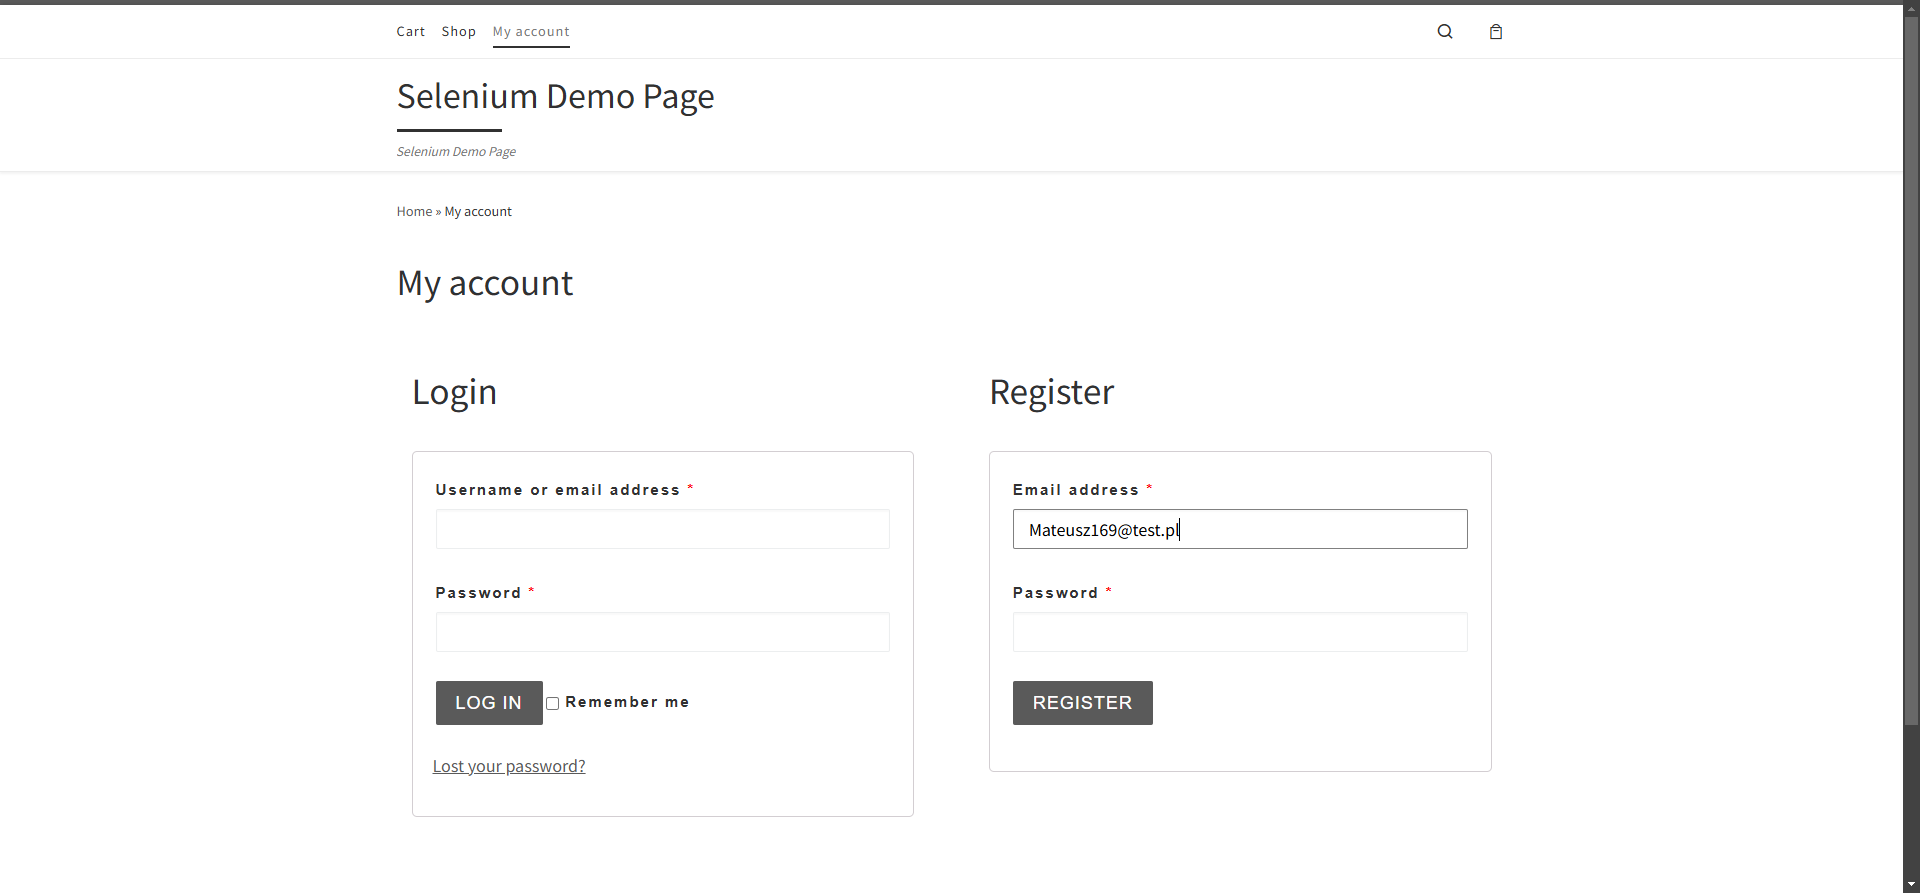 Cart Shop My account
Selenium Demo Page
Selenium Demo Page
Home » My account
My account
Login
Username or email address *
Password *
LOG IN Remember me
Lost your password?
Register
Email address *
Mateusz169@test.pl
Password *
REGISTER